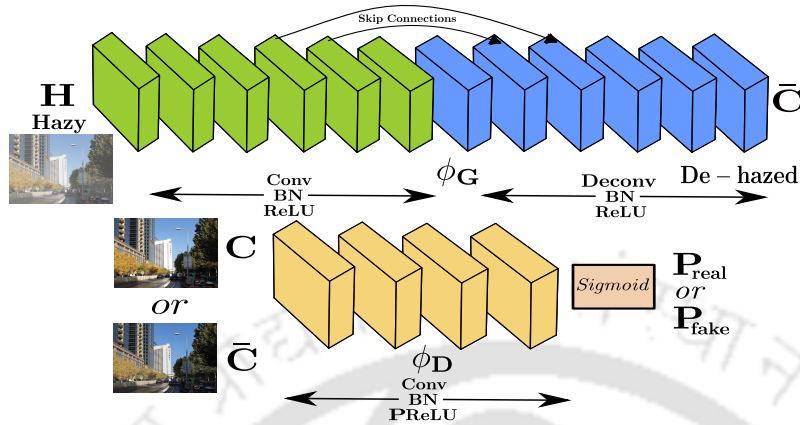 Skip Connections
H
Hazy
C̄
ϕG
De – hazed
Conv
BN
ReLU
Deconv
BN
ReLU
C
or
C̄
Sigmoid
Preal
or
Pfake
ϕD
Conv
BN
PReLU